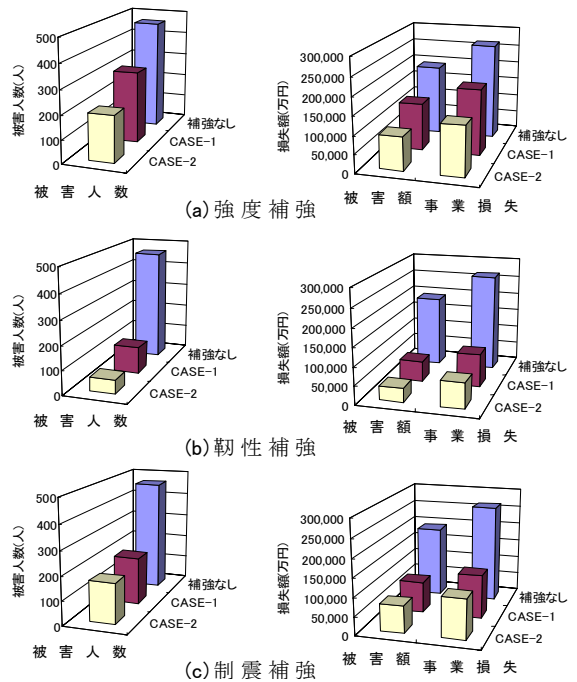 500
400
300
200
100
0
被害人数(人)
補強なし
CASE-1
CASE-2
被 害 人 数
300,000
250,000
200,000
150,000
100,000
50,000
0
損失額(万円)
補強なし
CASE-1
CASE-2
被 害 額 事 業 損 失
(a)強 度 補 強
500
400
300
200
100
0
被害人数(人)
補強なし
CASE-1
CASE-2
被 害 人 数
300,000
250,000
200,000
150,000
100,000
50,000
0
損失額(万円)
補強なし
CASE-1
CASE-2
被 害 額 事 業 損 失
(b)靭 性 補 強
500
400
300
200
100
0
被害人数(人)
補強なし
CASE-1
CASE-2
被 害 人 数
300,000
250,000
200,000
150,000
100,000
50,000
0
損失額(万円)
補強なし
CASE-1
CASE-2
被 害 額 事 業 損 失
(c)制 震 補 強